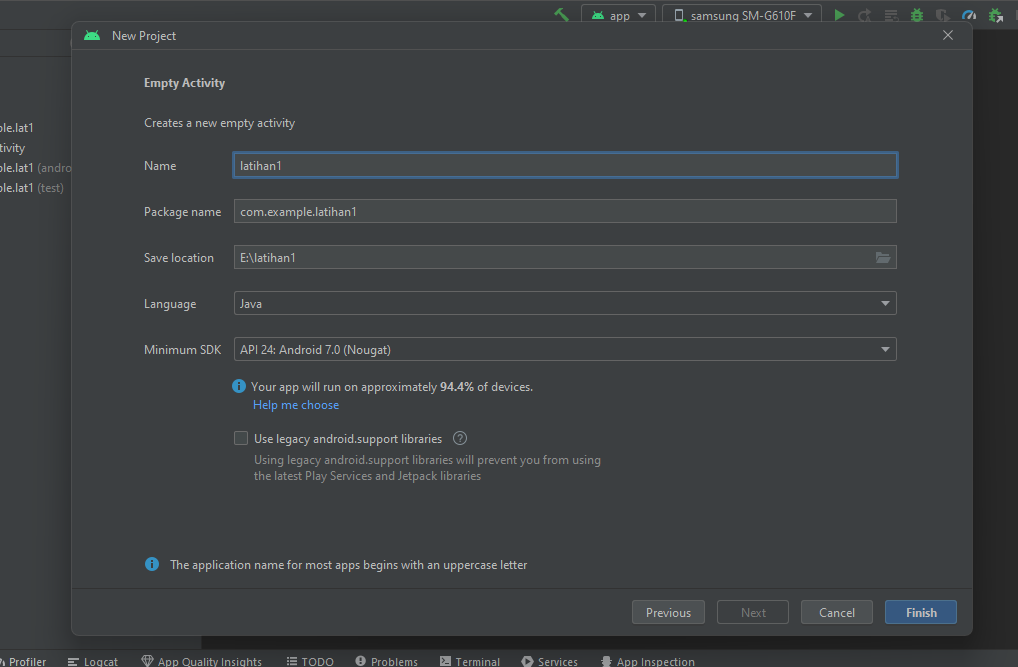 app
samsung SM-G610F
New Project
Empty Activity
Creates a new empty activity
ple.lat1
tivity
ple.lat1 (andro
ple.lat1 (test)
Name
latihan1
Package name
com.example.latihan1
Save location
E:\latihan1
Language
Java
Minimum SDK
API 24: Android 7.0 (Nougat)
Your app will run on approximately 94.4% of devices.
Help me choose
Use legacy android.support libraries
Using legacy android.support libraries will prevent you from using
the latest Play Services and Jetpack libraries
The application name for most apps begins with an uppercase letter
Previous
Next
Cancel
Finish
Profiler
Logcat
App Quality Insights
TODO
Problems
Terminal
Services
App Inspection